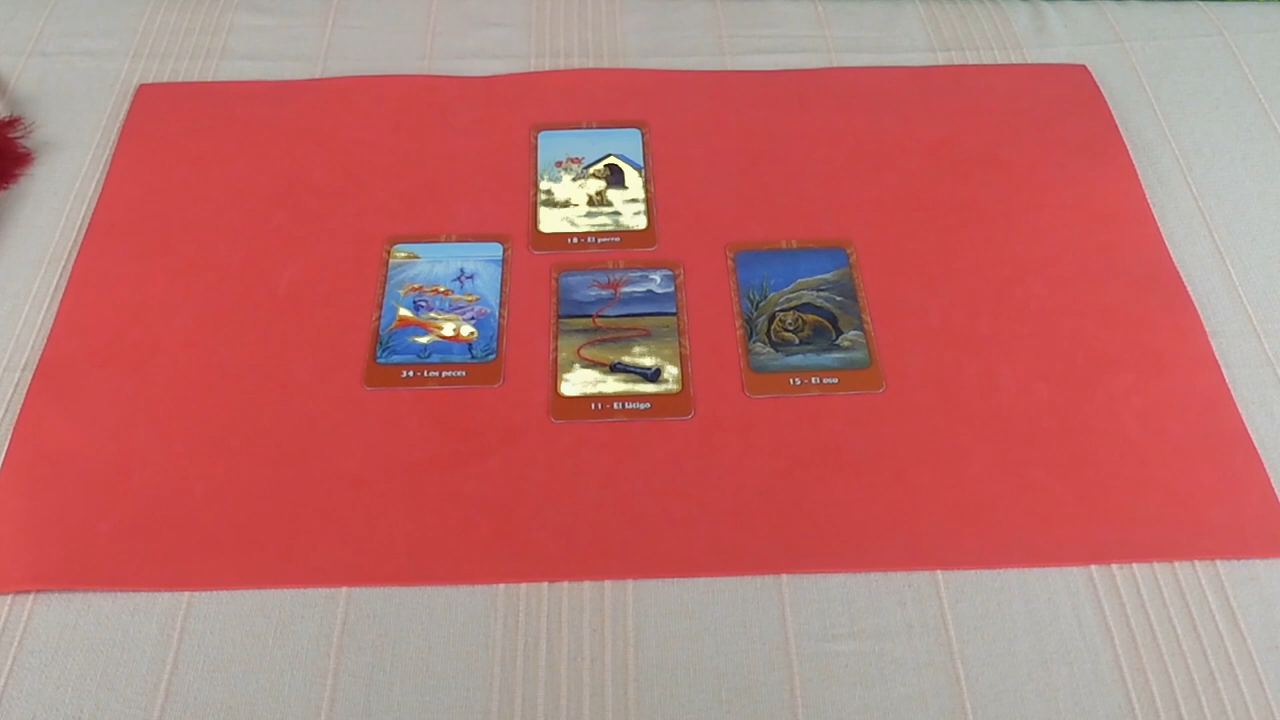 18 - El perro
34 - Los peces
11 - El látigo
15 - El oso